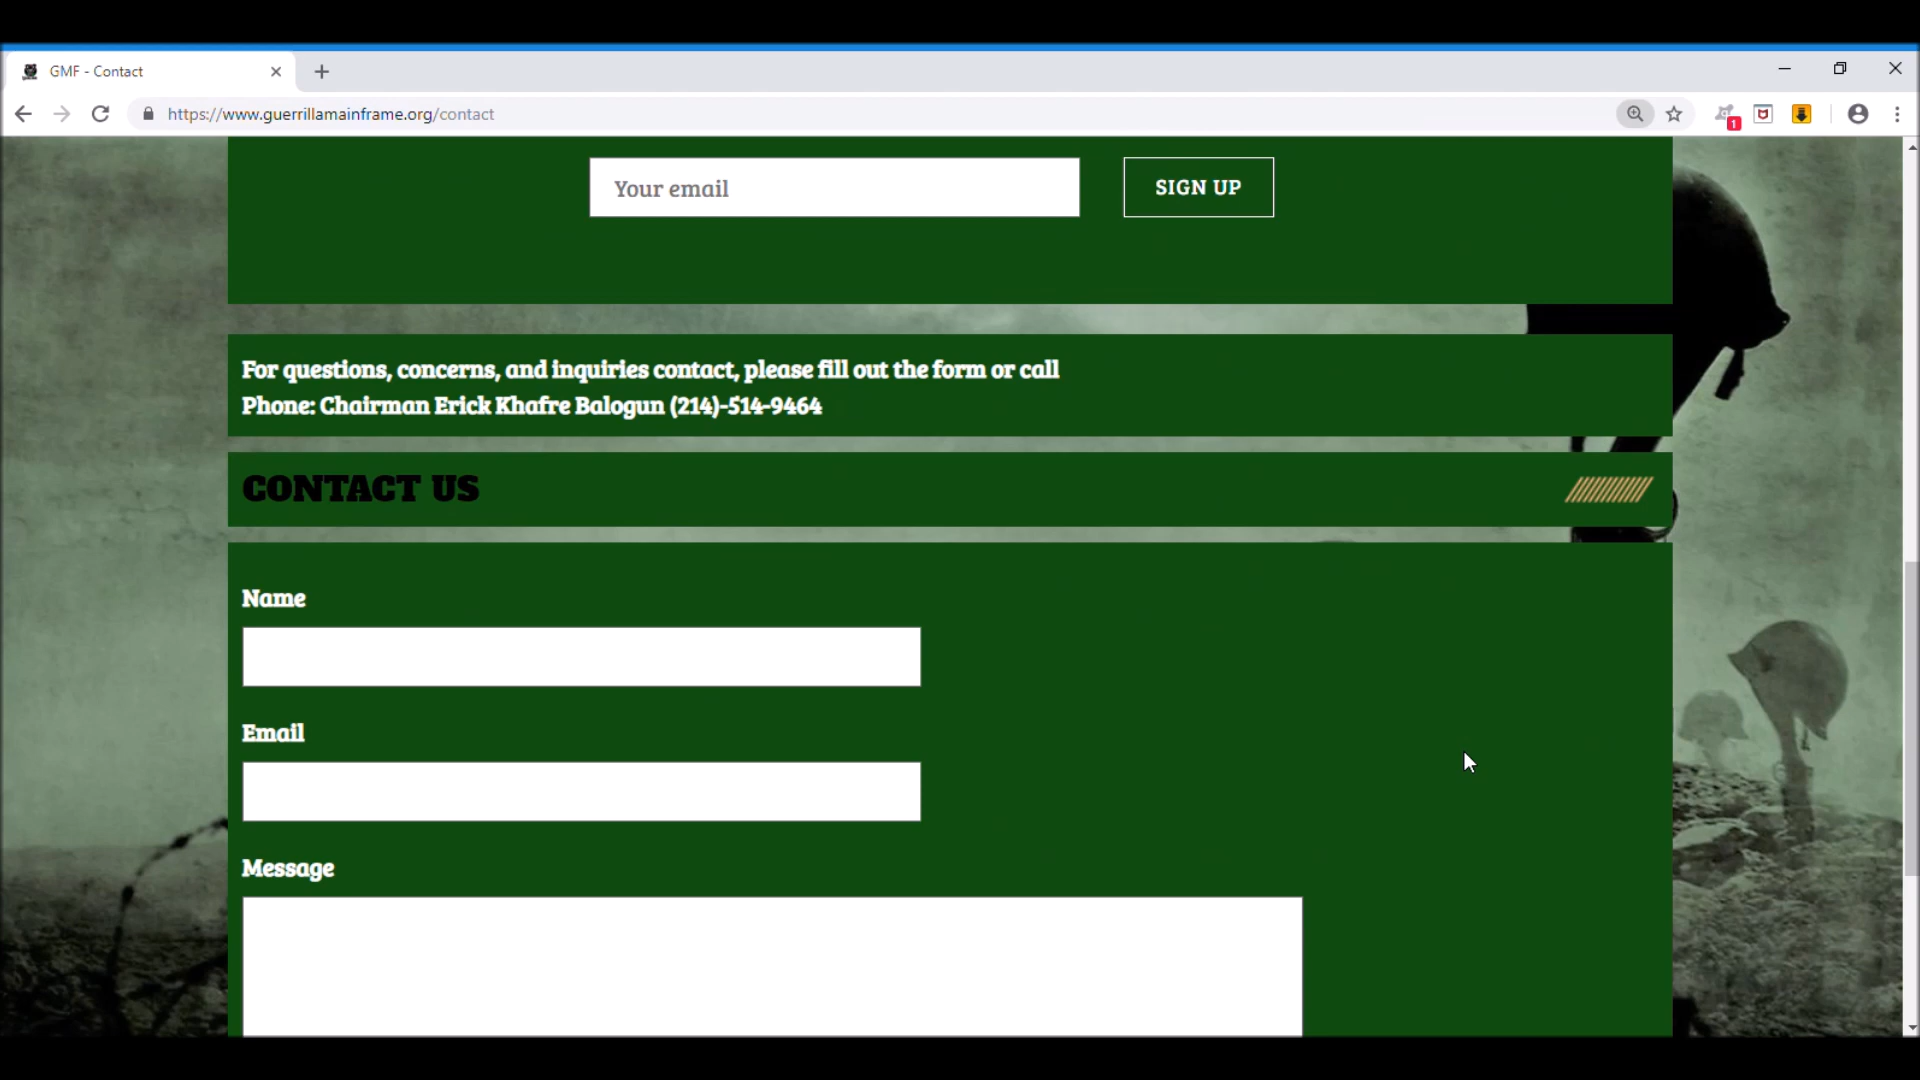 GMF - Contact
https://www.guerrillamainframe.org/contact
1
Your email
SIGN UP
For questions, concerns, and inquiries contact, please fill out the form or call
Phone: Chairman Erick Khafre Balogun (214)-514-9464
CONTACT US
Name
Email
Message